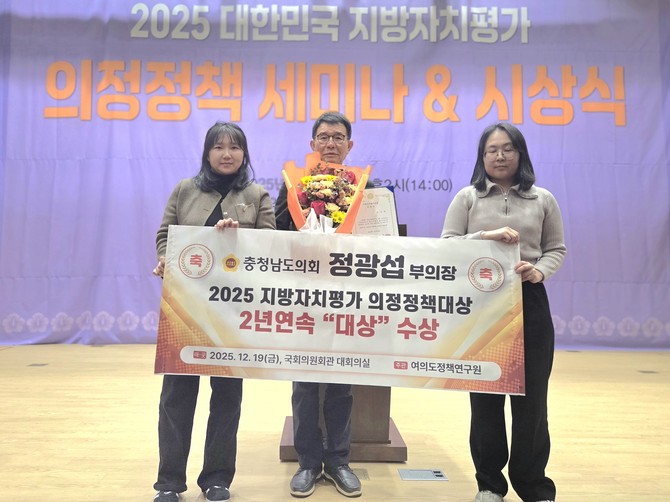 2025 대한민국 지방자치평가
의정정책 세미나 & 시상식
2시(14:00)
축
충청남도의회 정광섭 부의장
축
2025 지방자치평가 의정정책대상
2년연속 “대상” 수상
2025. 12. 19(금), 국회의원회관 대회의실
여의도정책연구원